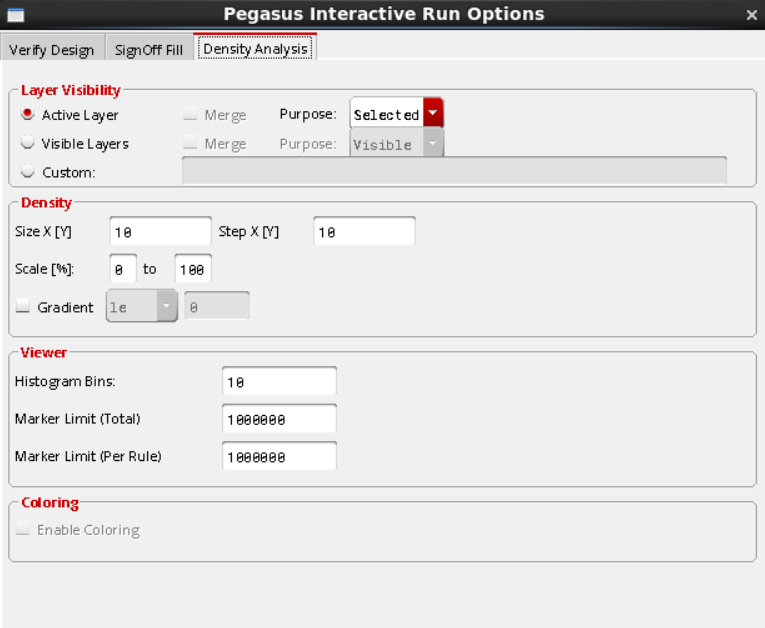 Pegasus Interactive Run Options
Verify Design SignOff Fill Density Analysis
Layer Visibility
Active Layer Merge Purpose: Selected
Visible Layers Merge Purpose: Visible
Custom:
Density
Size X [Y] 10 Step X [Y] 10
Scale [%]: 0 to 100
Gradient le 0
Viewer
Histogram Bins: 10
Marker Limit (Total) 1000000
Marker Limit (Per Rule) 1000000
Coloring
Enable Coloring